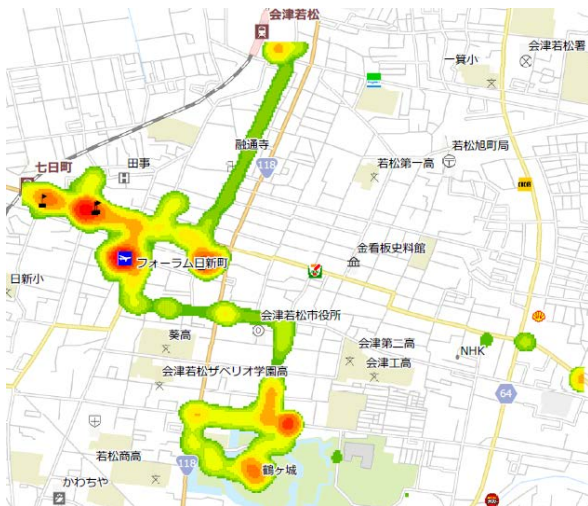 会津若松
一箕小
会津若松署
融通寺
118
七日町
田事
若松第一高
若松旭町局
金看板史料館
フォーラム日新町
日新小
会津若松市役所
葵高
会津第二高
会津工高
NHK
会津若松ザベリオ学園高
64
若松商高
118
鶴ヶ城
かわちや